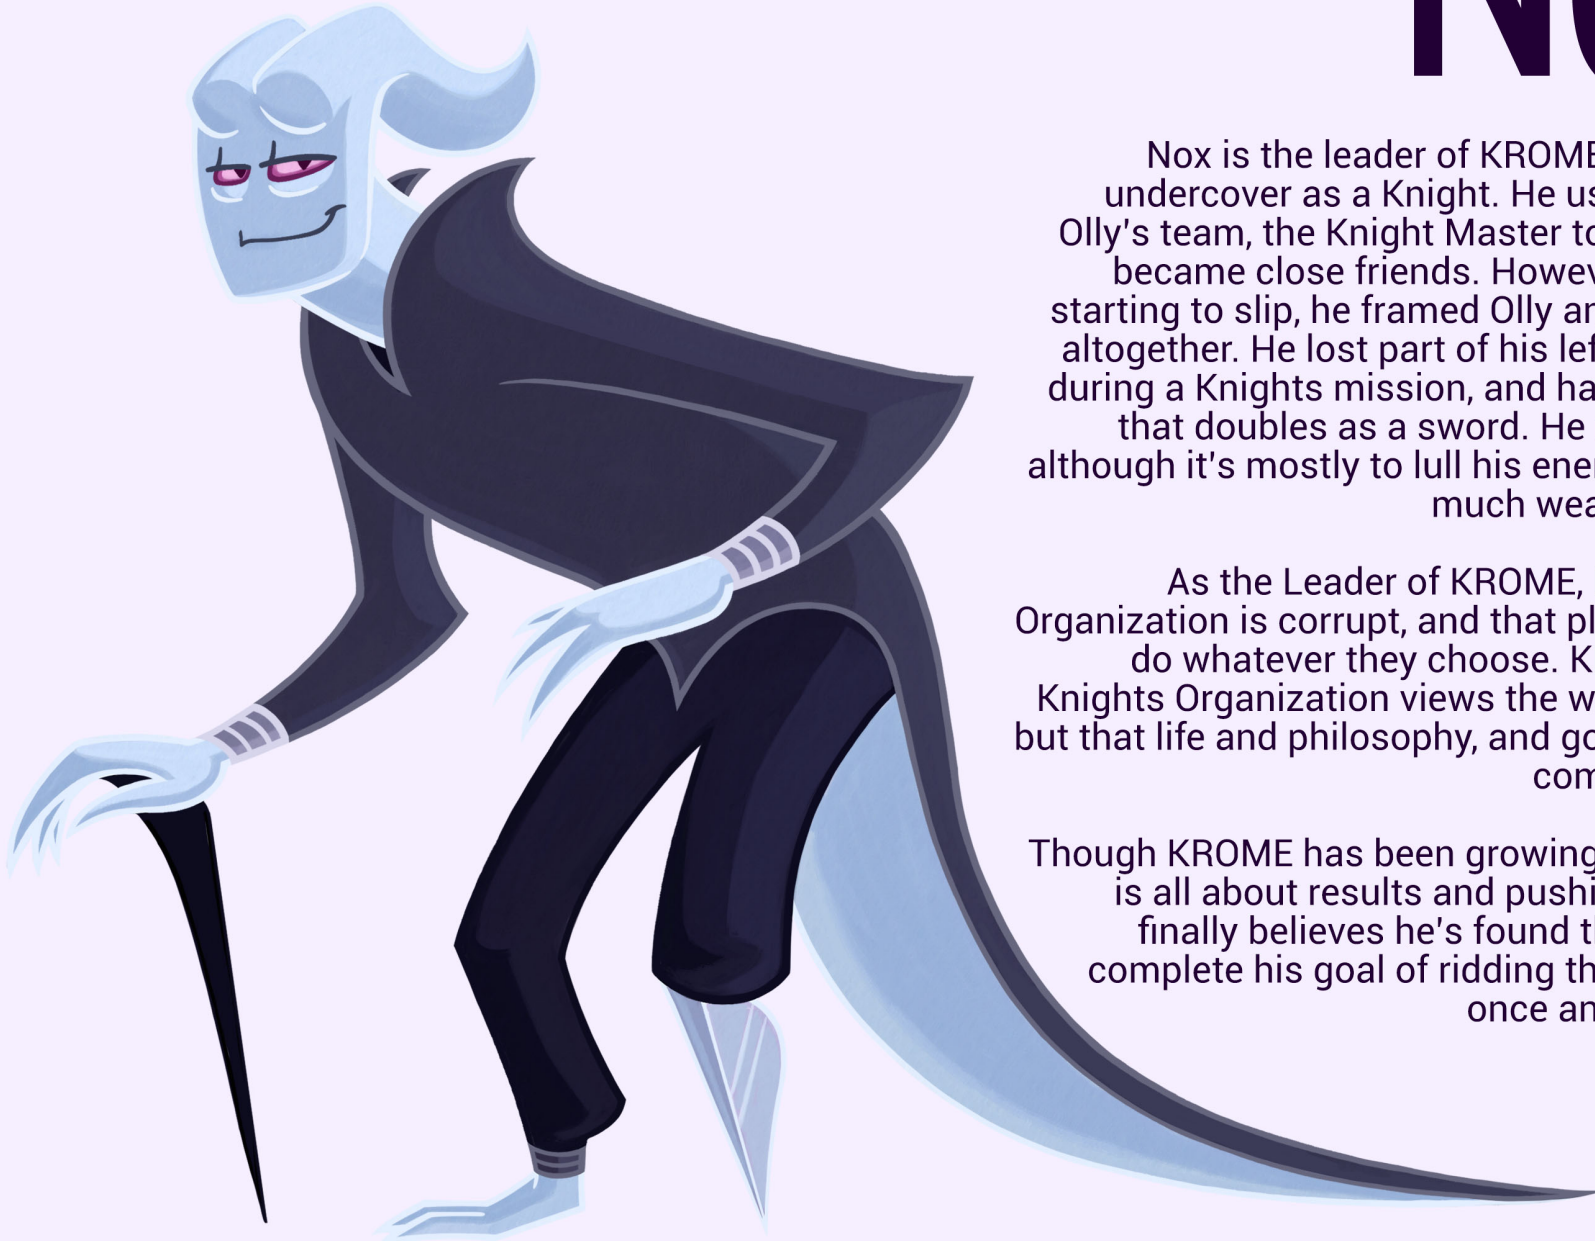 Nox is the leader of KROME
undercover as a Knight. He us
Olly's team, the Knight Master to
became close friends. Howev
starting to slip, he framed Olly an
altogether. He lost part of his lef
during a Knights mission, and ha
that doubles as a sword. He
although it's mostly to lull his ene
much wea
As the Leader of KROME,
Organization is corrupt, and that pl
do whatever they choose. K
Knights Organization views the w
but that life and philosophy, and go
com
Though KROME has been growing
is all about results and pushi
finally believes he's found th
complete his goal of ridding th
once an